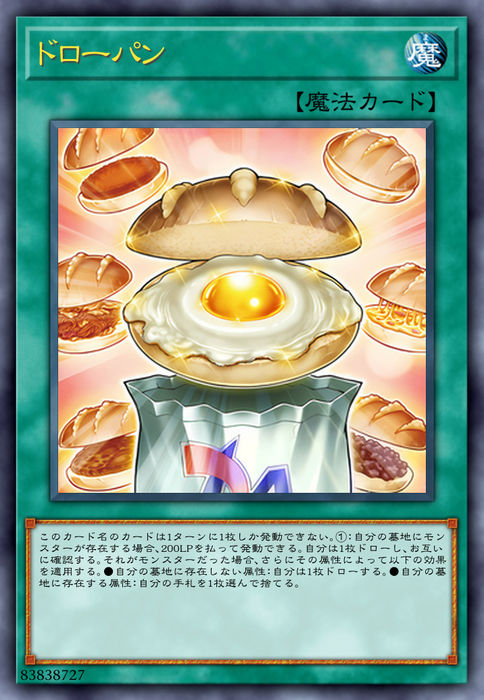 ドローパン
魔
【魔法カード】
DA
このカード名のカードは1ターンに1枚しか発動できない。①:自分の墓地にモン
スターが存在する場合、200LPを払って発動できる。自分は1枚ドローし、お互い
に確認する。それがモンスターだった場合、さらにその属性によって以下の効果
を適用する。●自分の墓地に存在しない属性:自分は1枚ドローする。●自分の墓
地に存在する属性:自分の手札を1枚選んで捨てる。
83838727